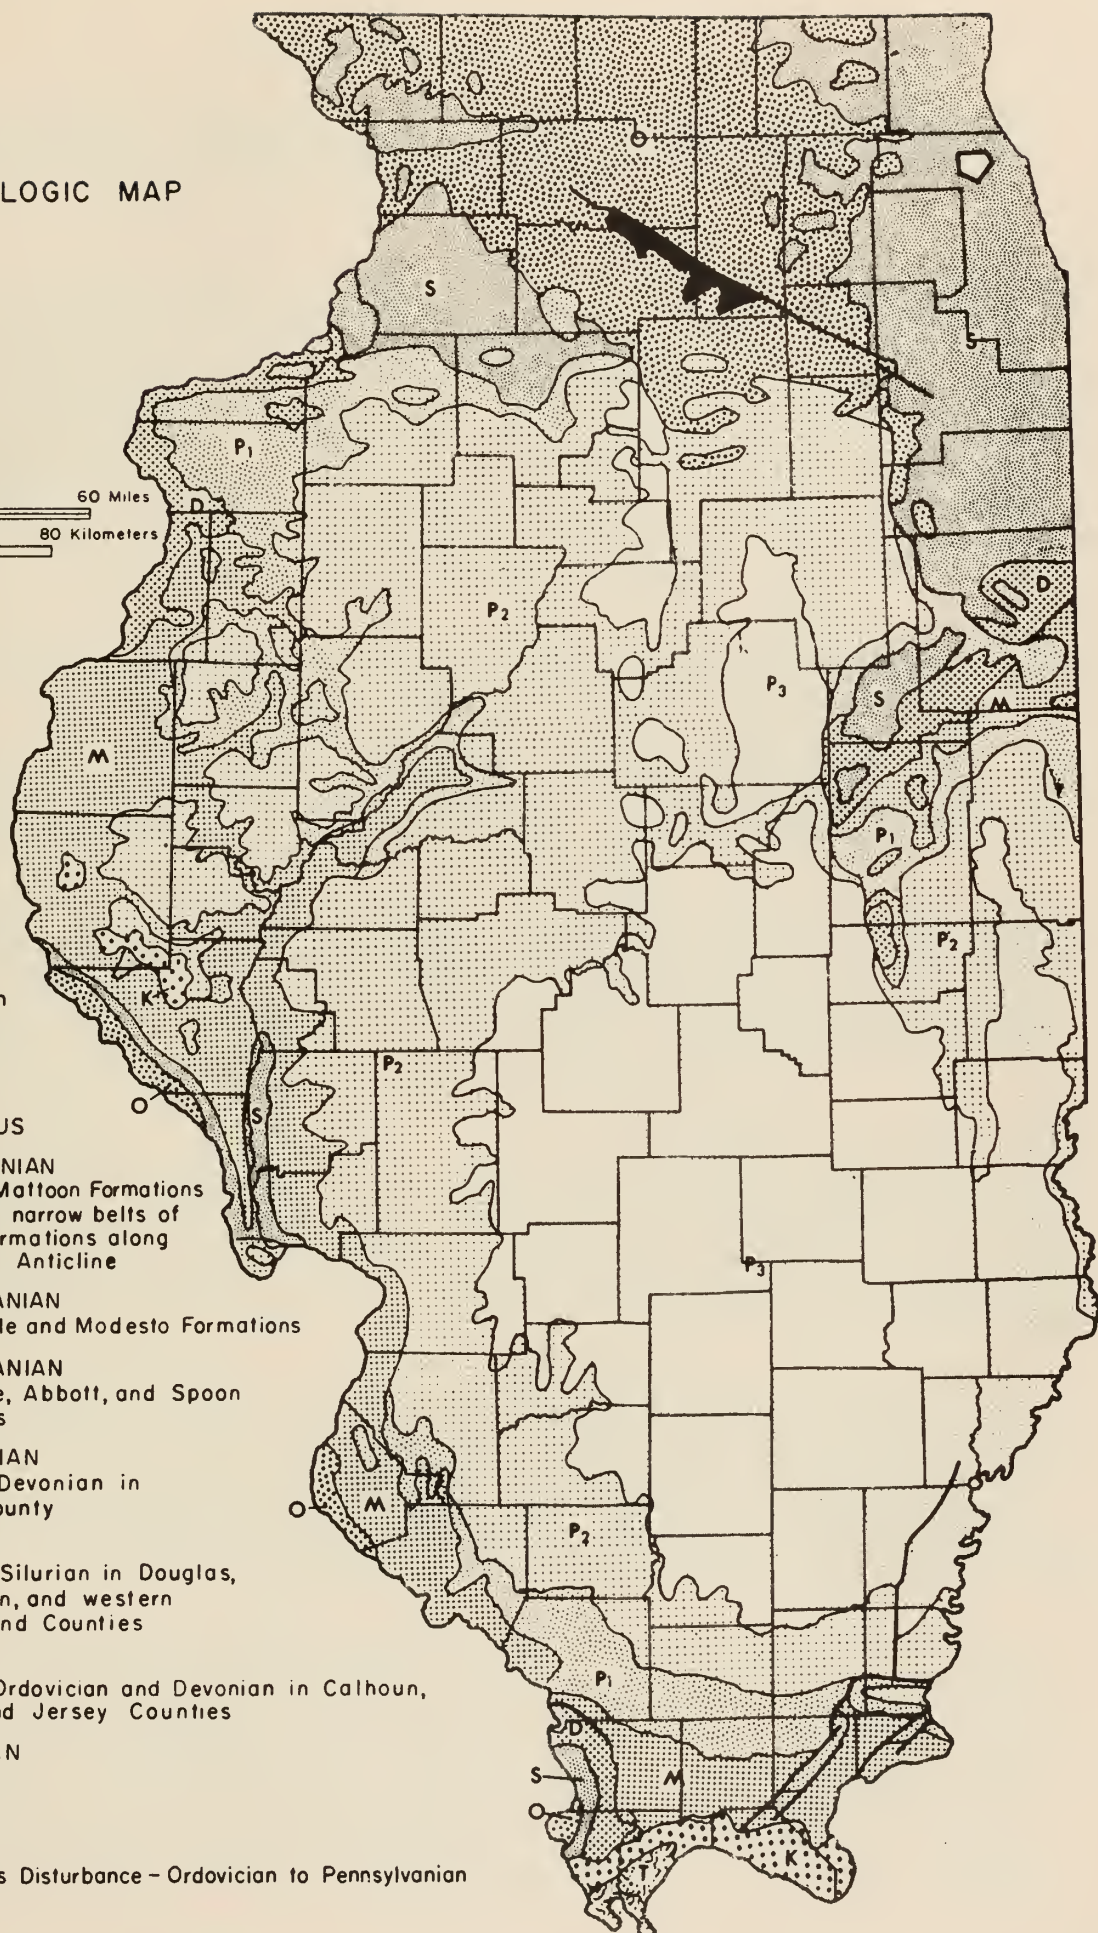 LOGIC MAP
60 Miles
80 Kilometers
US
NIAN
Mattoon Formations
narrow belts of
rmations along
Anticline
ANIAN
le and Modesto Formations
ANIAN
e, Abbott, and Spoon
s
IAN
Devonian in
ounty
Silurian in Douglas,
n, and western
nd Counties
Ordovician and Devonian in Calhoun,
d Jersey Counties
N
s Disturbance – Ordovician to Pennsylvanian
O
S
S
P1
D
P2
D
P3
S
M
M
P1
P2
K
P2
O
S
P3
O
M
P2
P1
D
S
M
O
K
T